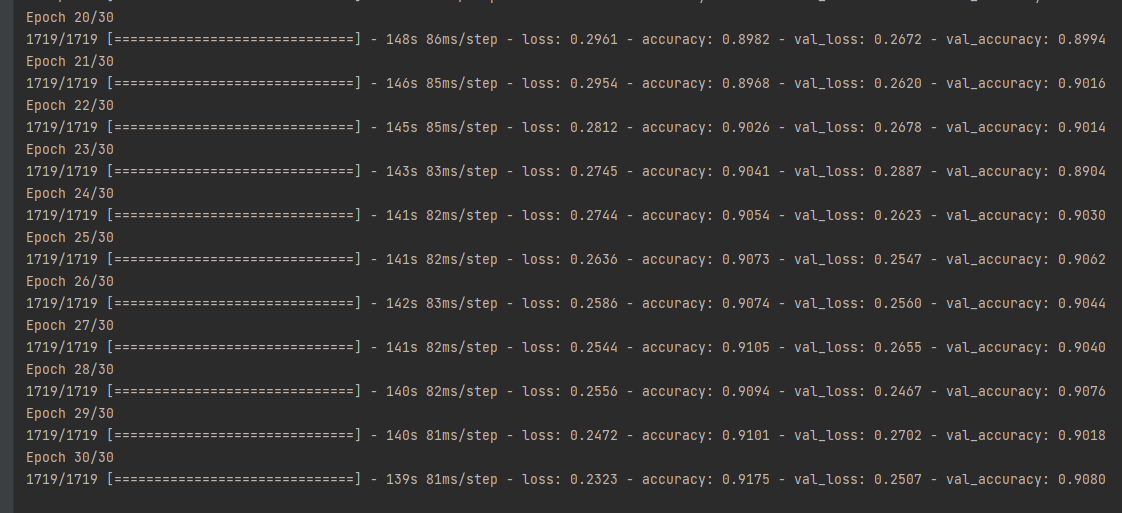 Epoch 20/30
1719/1719 [==============================] - 148s 86ms/step - loss: 0.2961 - accuracy: 0.8982 - val_loss: 0.2672 - val_accuracy: 0.8994
Epoch 21/30
1719/1719 [==============================] - 146s 85ms/step - loss: 0.2954 - accuracy: 0.8968 - val_loss: 0.2620 - val_accuracy: 0.9016
Epoch 22/30
1719/1719 [==============================] - 145s 85ms/step - loss: 0.2812 - accuracy: 0.9026 - val_loss: 0.2678 - val_accuracy: 0.9014
Epoch 23/30
1719/1719 [==============================] - 143s 83ms/step - loss: 0.2745 - accuracy: 0.9041 - val_loss: 0.2887 - val_accuracy: 0.8904
Epoch 24/30
1719/1719 [==============================] - 141s 82ms/step - loss: 0.2744 - accuracy: 0.9054 - val_loss: 0.2623 - val_accuracy: 0.9030
Epoch 25/30
1719/1719 [==============================] - 141s 82ms/step - loss: 0.2636 - accuracy: 0.9073 - val_loss: 0.2547 - val_accuracy: 0.9062
Epoch 26/30
1719/1719 [==============================] - 142s 83ms/step - loss: 0.2586 - accuracy: 0.9074 - val_loss: 0.2560 - val_accuracy: 0.9044
Epoch 27/30
1719/1719 [==============================] - 141s 82ms/step - loss: 0.2544 - accuracy: 0.9105 - val_loss: 0.2655 - val_accuracy: 0.9040
Epoch 28/30
1719/1719 [==============================] - 140s 82ms/step - loss: 0.2556 - accuracy: 0.9094 - val_loss: 0.2467 - val_accuracy: 0.9076
Epoch 29/30
1719/1719 [==============================] - 140s 81ms/step - loss: 0.2472 - accuracy: 0.9101 - val_loss: 0.2702 - val_accuracy: 0.9018
Epoch 30/30
1719/1719 [==============================] - 139s 81ms/step - loss: 0.2323 - accuracy: 0.9175 - val_loss: 0.2507 - val_accuracy: 0.9080